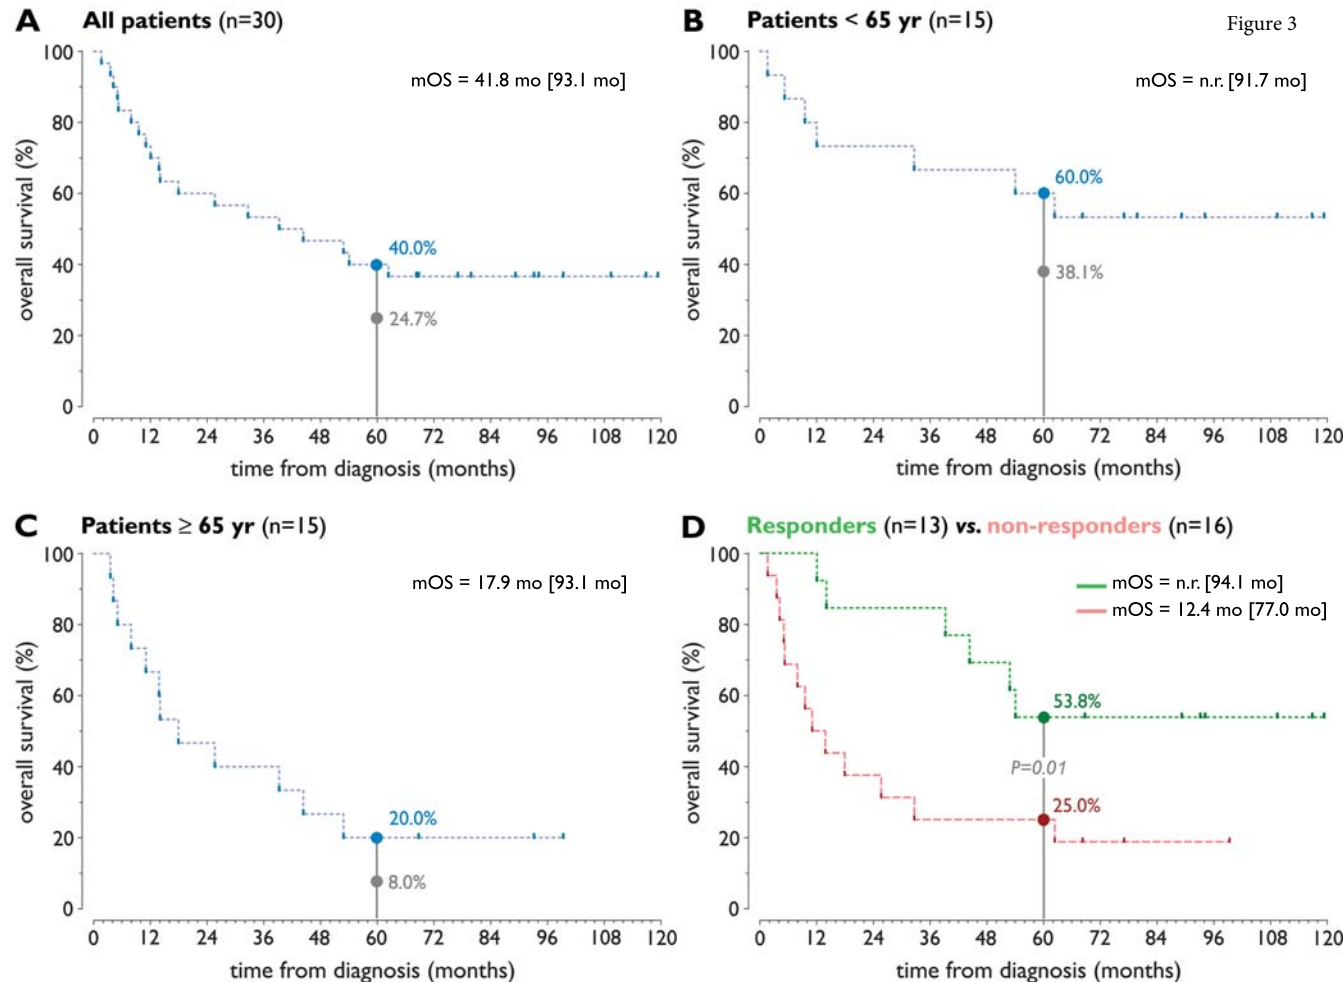 A All patients (n=30)
mOS = 41.8 mo [93.1 mo]
overall survival (%)
100
80
60
40
20
0
40.0%
24.7%
0 12 24 36 48 60 72 84 96 108 120
time from diagnosis (months)
B Patients < 65 yr (n=15)
Figure 3
mOS = n.r. [91.7 mo]
overall survival (%)
100
80
60
40
20
0
60.0%
38.1%
0 12 24 36 48 60 72 84 96 108 120
time from diagnosis (months)
C Patients ≥ 65 yr (n=15)
mOS = 17.9 mo [93.1 mo]
overall survival (%)
100
80
60
40
20
0
20.0%
8.0%
0 12 24 36 48 60 72 84 96 108 120
time from diagnosis (months)
D Responders (n=13) vs. non-responders (n=16)
mOS = n.r. [94.1 mo]
mOS = 12.4 mo [77.0 mo]
overall survival (%)
100
80
60
40
20
0
53.8%
P=0.01
25.0%
0 12 24 36 48 60 72 84 96 108 120
time from diagnosis (months)